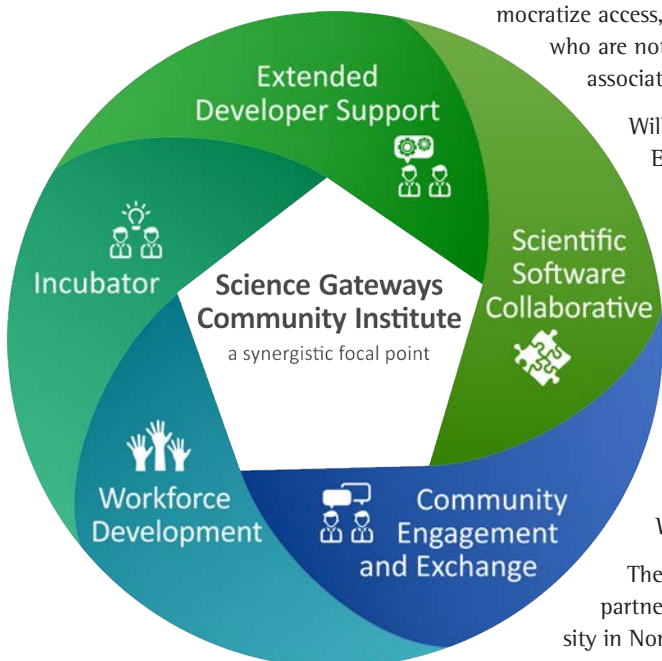 mocratize access,
who are not
associat
Extended
Developer Support
Will
E
Incubator
Science Gateways
Community Institute
a synergistic focal point
Scientific
Software
Collaborative
Workforce
Development
Community
Engagement
and Exchange
The
partne
sity in Nor